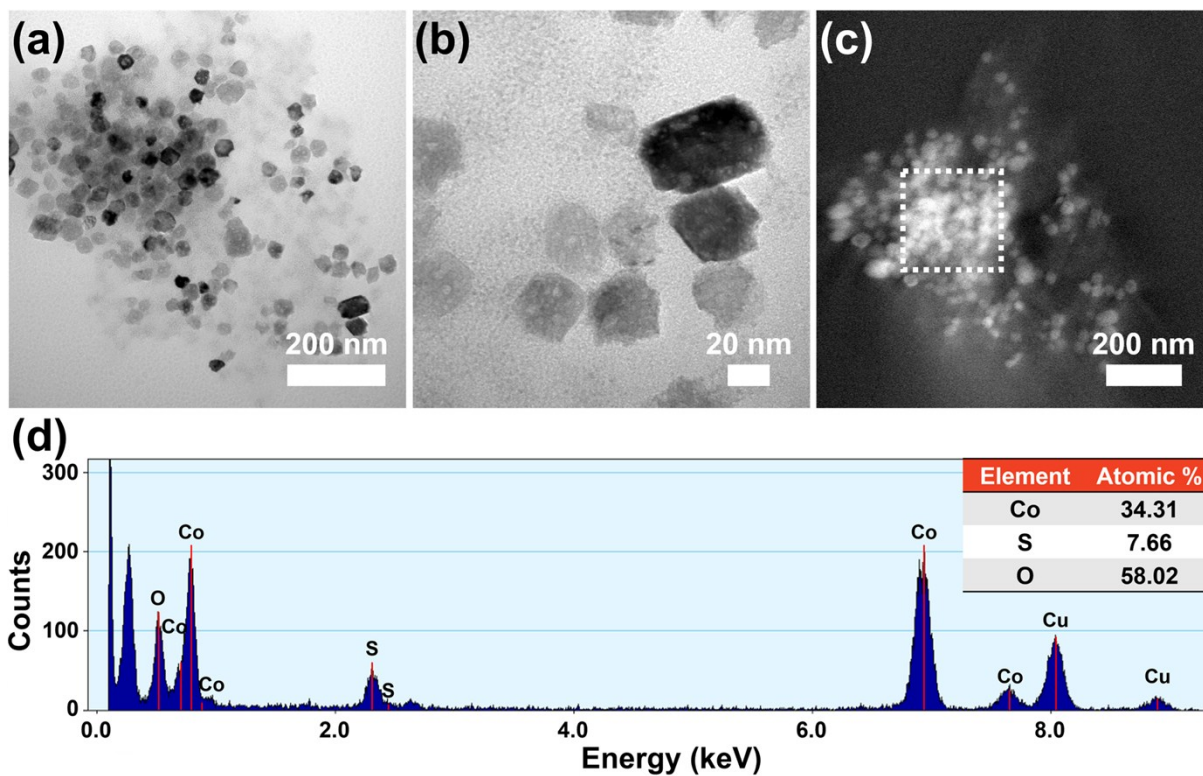 (a)
200 nm
(b)
20 nm
(c)
200 nm
(d)
300
200
100
0
Counts
O
Co
Co
Co
S
S
Co
Co
Cu
Cu
Element Atomic %
Co 34.31
S 7.66
O 58.02
0.0 2.0 4.0 6.0 8.0
Energy (keV)